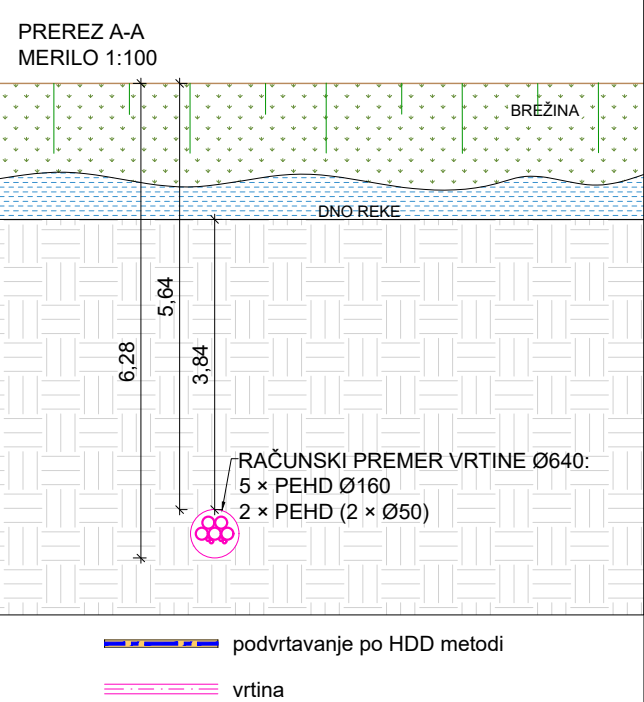 PREREZ A-A
MERILO 1:100
BREŽINA
DNO REKE
5,64
6,28
3,84
RAČUNSKI PREMER VRTINE Ø640:
5 × PEHD Ø160
2 × PEHD (2 × Ø50)
podvrtavanje po HDD metodi
vrtina